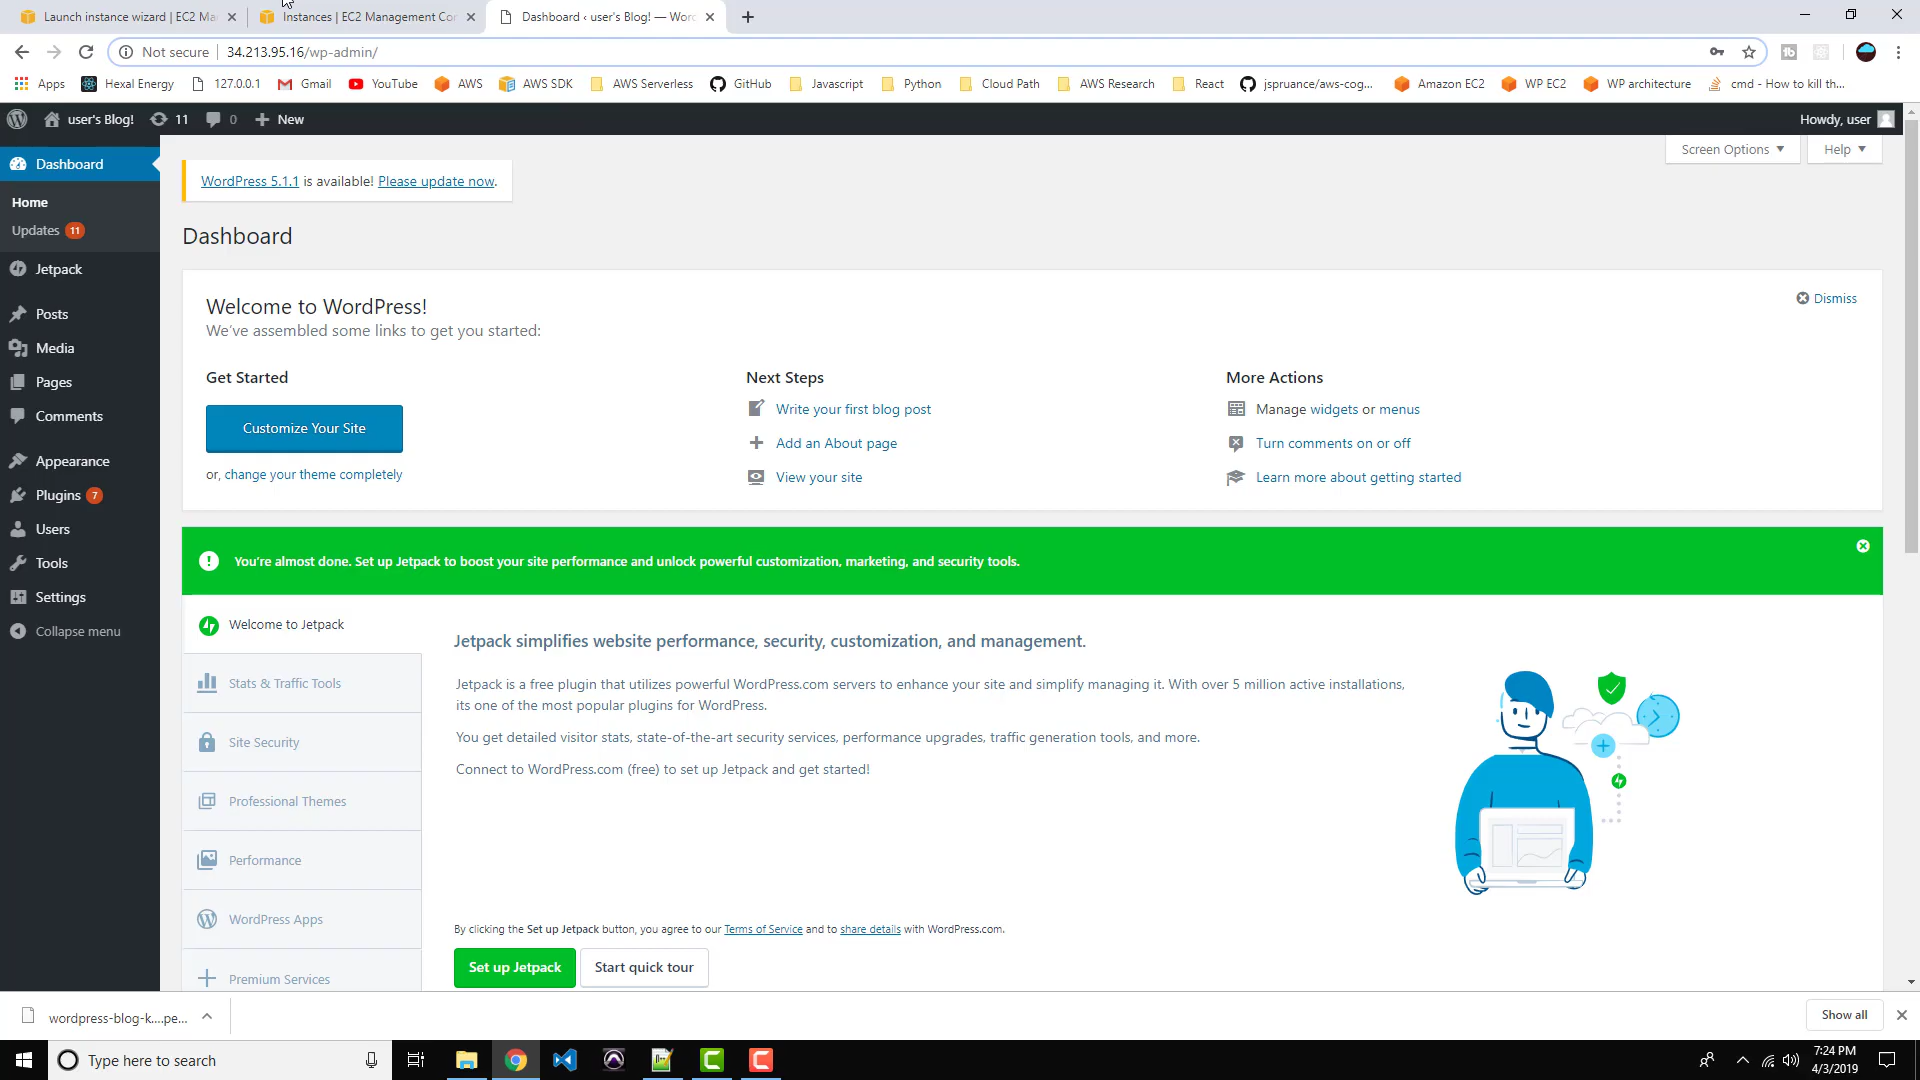 Launch instance wizard | EC2 Ma
Instances | EC2 Management Con
Dashboard ‹ user's Blog! — Word
Not secure
34.213.95.16/wp-admin/
Apps
Hexal Energy
127.0.0.1
Gmail
YouTube
AWS
AWS SDK
AWS Serverless
GitHub
Javascript
Python
Cloud Path
AWS Research
React
jspruance/aws-cog...
Amazon EC2
WP EC2
WP architecture
cmd - How to kill th...
user's Blog!
11
0
New
Howdy, user
Dashboard
Home
Updates 11
Jetpack
Posts
Media
Pages
Comments
Appearance
Plugins 7
Users
Tools
Settings
Collapse menu
Screen Options
Help
WordPress 5.1.1 is available! Please update now.
Dashboard
Welcome to WordPress!
We've assembled some links to get you started:
Dismiss
Get Started
Customize Your Site
or, change your theme completely
Next Steps
Write your first blog post
Add an About page
View your site
More Actions
Manage widgets or menus
Turn comments on or off
Learn more about getting started
You're almost done. Set up Jetpack to boost your site performance and unlock powerful customization, marketing, and security tools.
Welcome to Jetpack
Stats & Traffic Tools
Site Security
Professional Themes
Performance
WordPress Apps
Premium Services
Jetpack simplifies website performance, security, customization, and management.
Jetpack is a free plugin that utilizes powerful WordPress.com servers to enhance your site and simplify managing it. With over 5 million active installations,
its one of the most popular plugins for WordPress.
You get detailed visitor stats, state-of-the-art security services, performance upgrades, traffic generation tools, and more.
Connect to WordPress.com (free) to set up Jetpack and get started!
By clicking the Set up Jetpack button, you agree to our Terms of Service and to share details with WordPress.com.
Set up Jetpack
Start quick tour
wordpress-blog-k....pe...
Show all
Type here to search
7:24 PM
4/3/2019